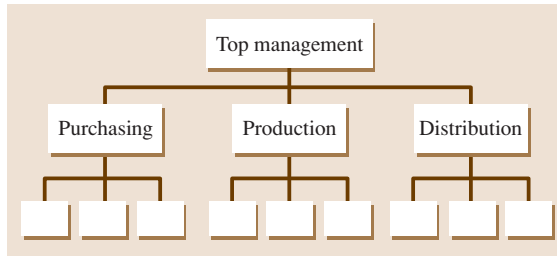 Top management
Purchasing
Production
Distribution